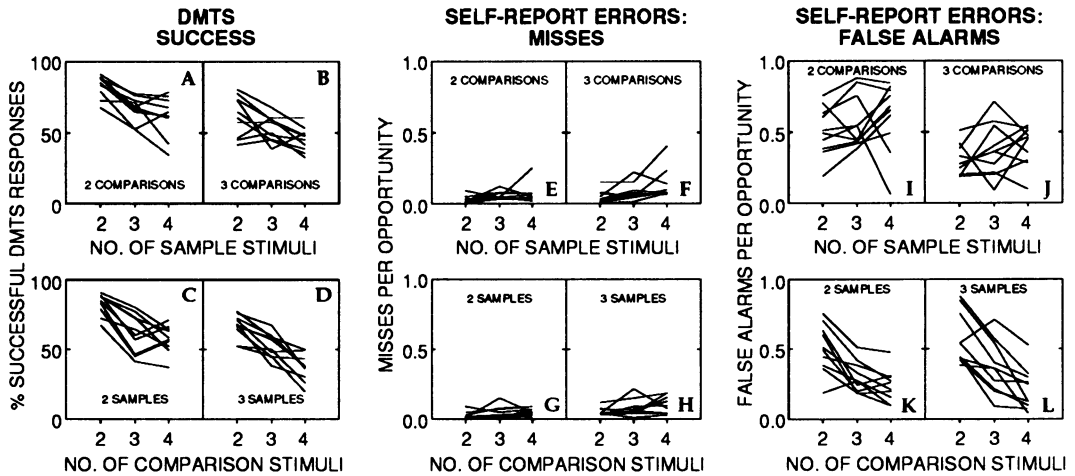 DMTS
SUCCESS
SELF-REPORT ERRORS:
MISSES
SELF-REPORT ERRORS:
FALSE ALARMS
% SUCCESSFUL DMTS RESPONSES
100
50
0
A
2 COMPARISONS
B
3 COMPARISONS
2 3 4 2 3 4
NO. OF SAMPLE STIMULI
100
50
0
C
2 SAMPLES
D
3 SAMPLES
2 3 4 2 3 4
NO. OF COMPARISON STIMULI
MISSES PER OPPORTUNITY
1.0
0.5
0.0
2 COMPARISONS
E
3 COMPARISONS
F
2 3 4 2 3 4
NO. OF SAMPLE STIMULI
1.0
0.5
0.0
2 SAMPLES
G
3 SAMPLES
H
2 3 4 2 3 4
NO. OF COMPARISON STIMULI
FALSE ALARMS PER OPPORTUNITY
1.0
0.5
0.0
2 COMPARISONS
I
3 COMPARISONS
J
2 3 4 2 3 4
NO. OF SAMPLE STIMULI
1.0
0.5
0.0
2 SAMPLES
K
3 SAMPLES
L
2 3 4 2 3 4
NO. OF COMPARISON STIMULI